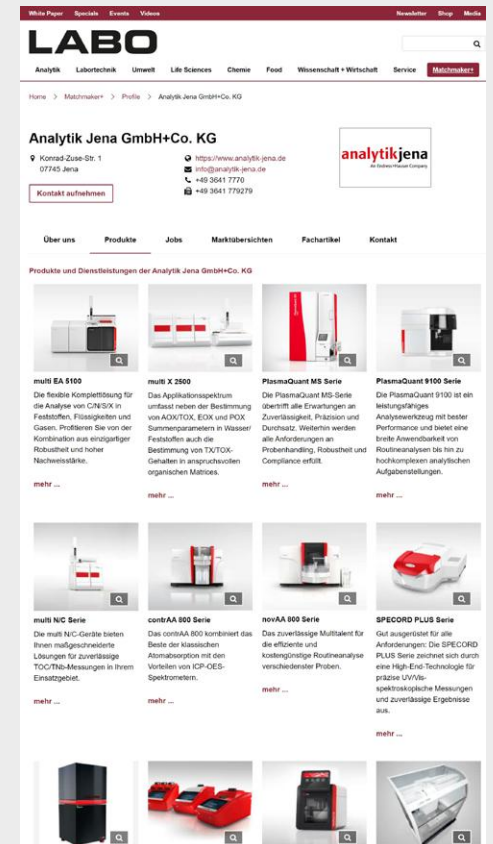 White Paper Specials Events Videos Newsletter Shop Media
LABO
Analytik Labortechnik Umwelt Life Sciences Chemie Food Wissenschaft + Wirtschaft Service Matchmaker+
Home > Matchmaker+ > Profile > Analytik Jena GmbH+Co. KG
Analytik Jena GmbH+Co. KG
Konrad-Zuse-Str. 1
07745 Jena
Kontakt aufnehmen
https://www.analytik-jena.de
info@analytik-jena.de
+49 3641 7770
+49 3641 779279
analytikjena
An Endress+Hauser Company
Über uns Produkte Jobs Marktübersichten Fachartikel Kontakt
Produkte und Dienstleistungen der Analytik Jena GmbH+Co. KG
multi EA 5100
Die flexible Komplettlösung für
die Analyse von C/N/S/X in
Feststoffen, Flüssigkeiten und
Gasen. Profitieren Sie von der
Kombination aus einzigartiger
Robustheit und hoher
Nachweisstärke.
mehr ...
multi X 2500
Das Applikationsspektrum
umfasst neben der Bestimmung
von AOX/TOX, EOX und POX
Summenparametern in Wasser/
Feststoffen auch die
Bestimmung von TX/TOX-
Gehalten in anspruchsvollen
organischen Matrices.
mehr ...
PlasmaQuant MS Serie
Die PlasmaQuant MS-Serie
übertrifft alle Erwartungen an
Zuverlässigkeit, Präzision und
Durchsatz. Weiterhin werden
alle Anforderungen an
Probenhandling, Robustheit und
Compliance erfüllt.
mehr ...
PlasmaQuant 9100 Serie
Die PlasmaQuant 9100 ist ein
leistungsfähiges
Analysewerkzeug mit bester
Performance und bietet eine
breite Anwendbarkeit von
Routineanalysen bis hin zu
hochkomplexen analytischen
Aufgabenstellungen.
mehr ...
multi N/C Serie
Die multi N/C-Geräte bieten
Ihnen maßgeschneiderte
Lösungen für zuverlässige
TOC/TNb-Messungen in Ihrem
Einsatzgebiet.
mehr ...
contrAA 800 Serie
Das contrAA 800 kombiniert das
Beste der klassischen
Atomabsorption mit den
Vorteilen von ICP-OES-
Spektrometern.
mehr ...
novAA 800 Serie
Das zuverlässige Multitalent für
die effiziente und
kostengünstige Routineanalyse
verschiedenster Proben.
mehr ...
SPECORD PLUS Serie
Gut ausgerüstet für alle
Anforderungen: Die SPECORD
PLUS Serie zeichnet sich durch
eine High-End-Technologie für
präzise UV/Vis-
spektroskopische Messungen
und zuverlässige Ergebnisse
aus.
mehr ...